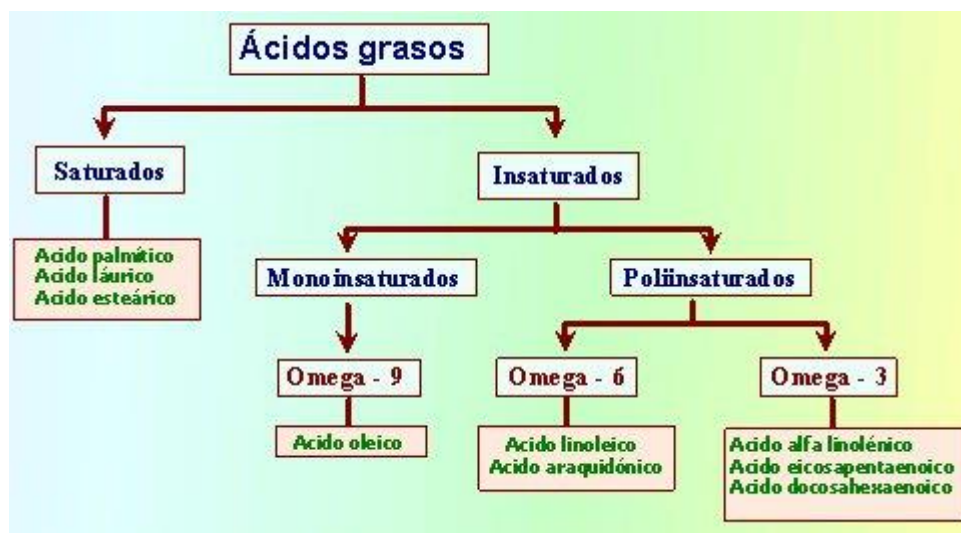 Ácidos grasos
Saturados
Insaturados
Acido palmítico
Acido láurico
Acido esteárico
Monoinsaturados
Poliinsaturados
Omega - 9
Omega - 6
Omega - 3
Acido oleico
Acido linoleico
Acido araquidónico
Acido alfa linolénico
Acido eicosapentaenoico
Acido docosahexaenoico